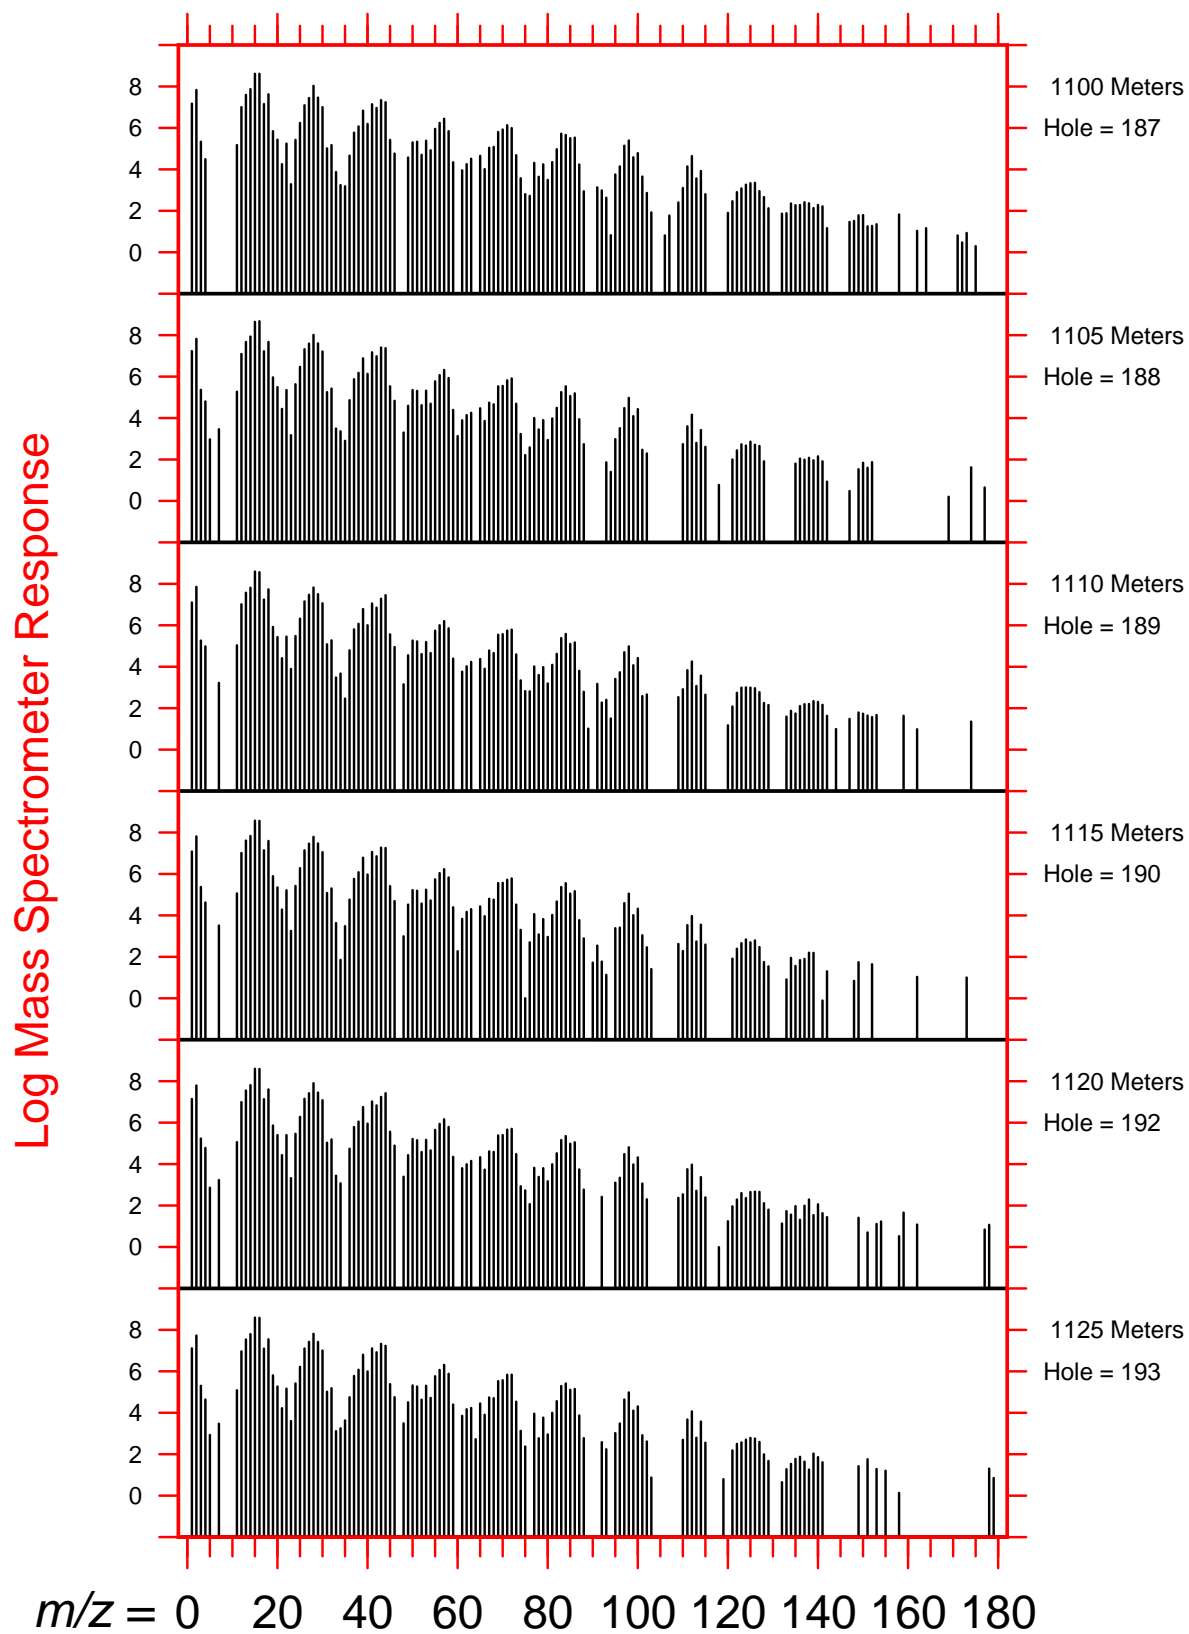 8 1100 Meters
6 Hole = 187
4
2
0
8 1105 Meters
6 Hole = 188
4
2
0
8 1110 Meters
6 Hole = 189
4
2
0
8 1115 Meters
6 Hole = 190
4
2
0
8 1120 Meters
6 Hole = 192
4
2
0
8 1125 Meters
6 Hole = 193
4
2
0
Log Mass Spectrometer Response
m/z = 0 20 40 60 80 100 120 140 160 180